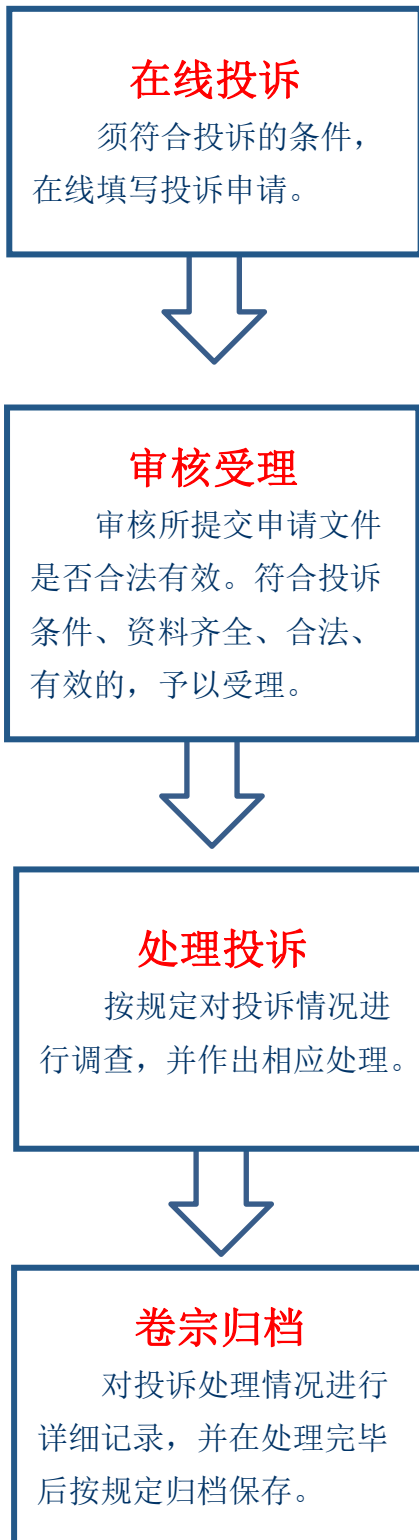 在线投诉
须符合投诉的条件，
在线填写投诉申请。
审核受理
审核所提交申请文件
是否合法有效。符合投诉
条件、资料齐全、合法、
有效的，予以受理。
处理投诉
按规定对投诉情况进
行调查，并作出相应处理。
卷宗归档
对投诉处理情况进行
详细记录，并在处理完毕
后按规定归档保存。